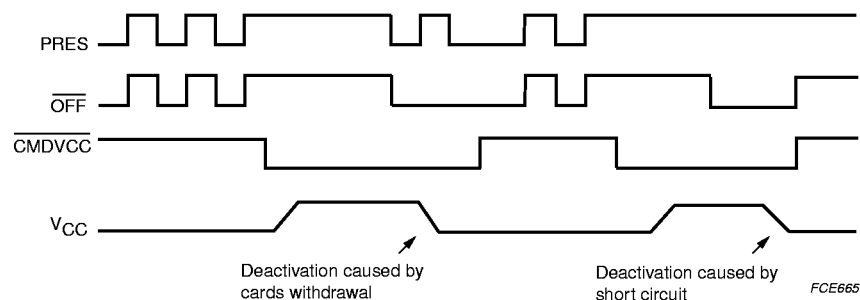 PRES
OFF
CMDVCC
VCC
Deactivation caused by
cards withdrawal
Deactivation caused by
short circuit
FCE665